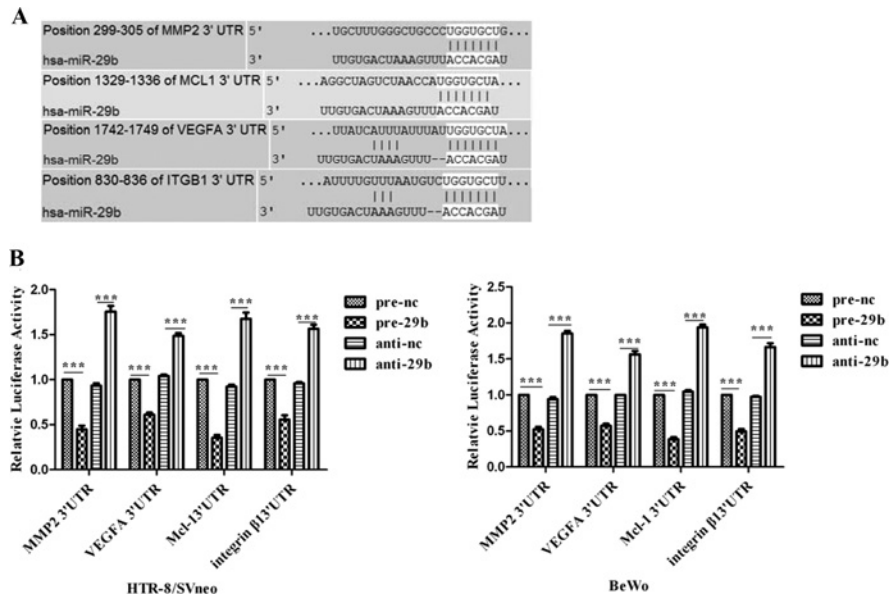 A
Position 299-305 of MMP2 3' UTR 5' ...UGCUUUGGGCUGCCCUGGUGCUG...
hsa-miR-29b 3' UUGUGACUAAAGUUUACCACGAU
Position 1329-1336 of MCL1 3' UTR 5' ...AGGCUAGUCUAACCAUGGUGCUA...
hsa-miR-29b 3' UUGUGACUAAAGUUUACCACGAU
Position 1742-1749 of VEGFA 3' UTR 5' ...UUAUCAUUUAUUUAUUGGUGCUA...
hsa-miR-29b 3' UUGUGACUAAAGUUU--ACCACGAU
Position 830-836 of ITGB1 3' UTR 5' ...AUUUUGUUUAAUGUCUGGUGCUU...
hsa-miR-29b 3' UUGUGACUAAAGUUU--ACCACGAU
B
Relatvie Luciferase Activity
2.0
1.5
1.0
0.5
0.0
***
***
***
***
***
***
***
***
MMP2 3'UTR
VEGFA 3'UTR
Mcl-13'UTR
integrin β13'UTR
HTR-8/SVneo
pre-nc
pre-29b
anti-nc
anti-29b
Relatvie Luciferase Activity
2.5
2.0
1.5
1.0
0.5
0.0
***
***
***
***
***
***
***
***
MMP2 3'UTR
VEGFA 3'UTR
Mcl-1 3'UTR
integrin β13'UTR
BeWo
pre-nc
pre-29b
anti-nc
anti-29b